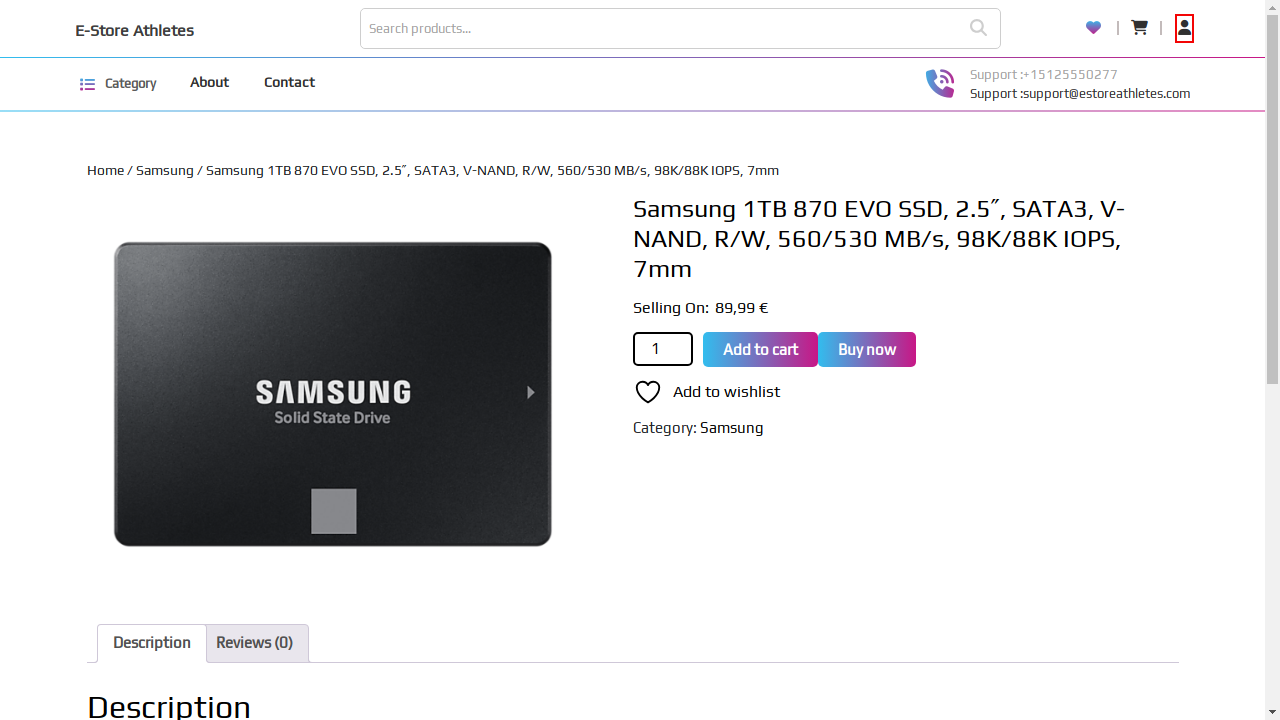 E-Store Athletes
Search products...
Category
About
Contact
Support :+15125550277
Support :support@estoreathletes.com
Home / Samsung / Samsung 1TB 870 EVO SSD, 2.5″, SATA3, V-NAND, R/W, 560/530 MB/s, 98K/88K IOPS, 7mm
SAMSUNG
Solid State Drive
Samsung 1TB 870 EVO SSD, 2.5″, SATA3, V-
NAND, R/W, 560/530 MB/s, 98K/88K IOPS,
7mm
Selling On: 89,99 €
1
Add to cart
Buy now
Add to wishlist
Category: Samsung
Description
Reviews (0)
Description